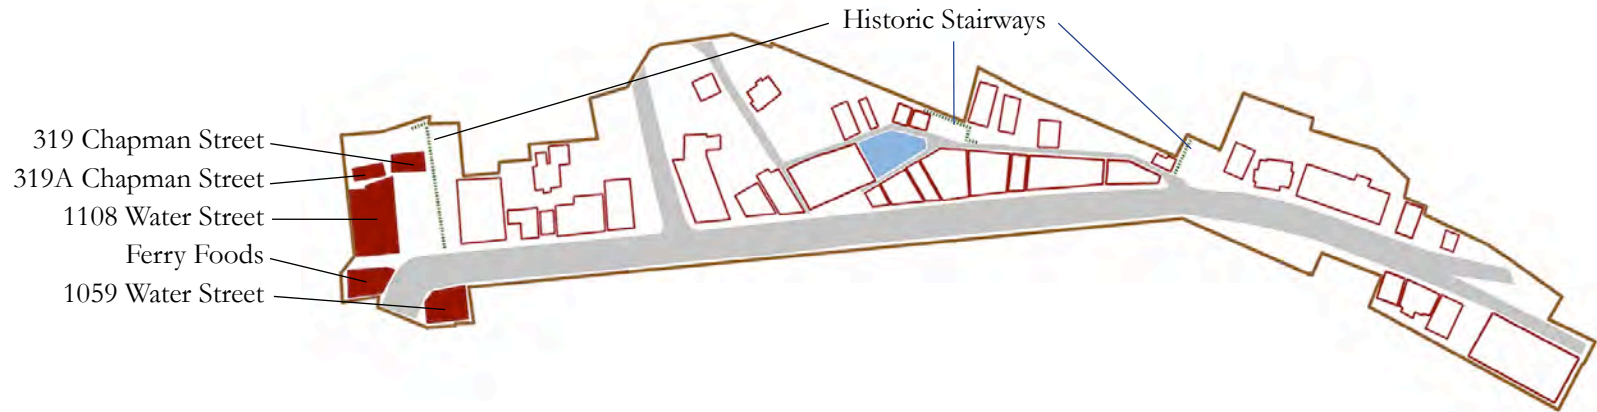 Historic Stairways
319 Chapman Street
319A Chapman Street
1108 Water Street
Ferry Foods
1059 Water Street